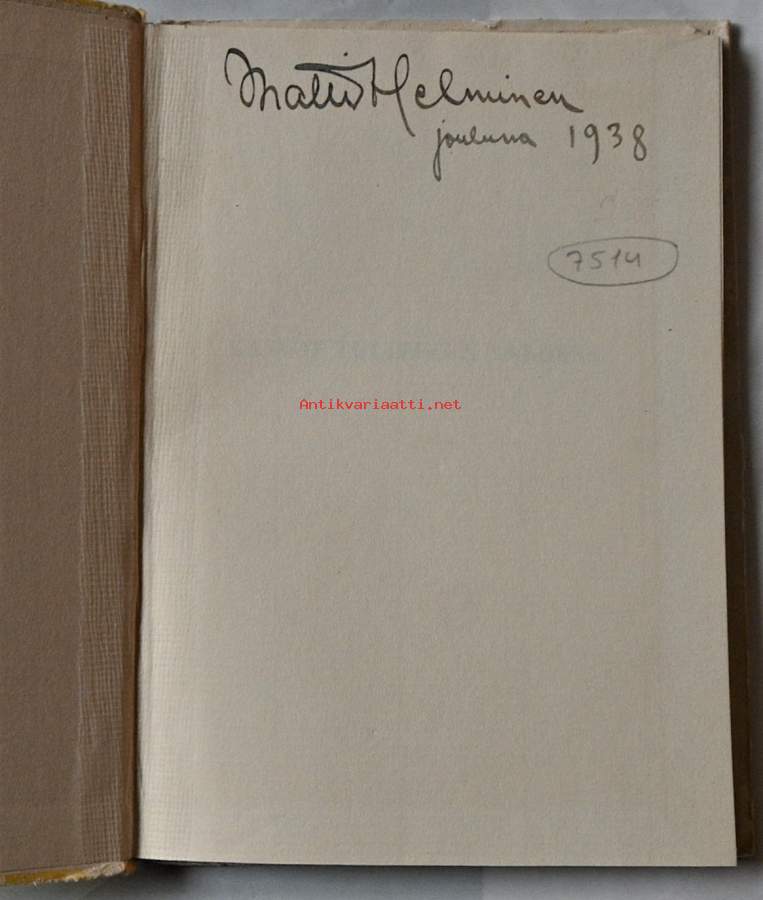 Matti Helminen
jouluna 1938
7514
Antikvariaatti.net